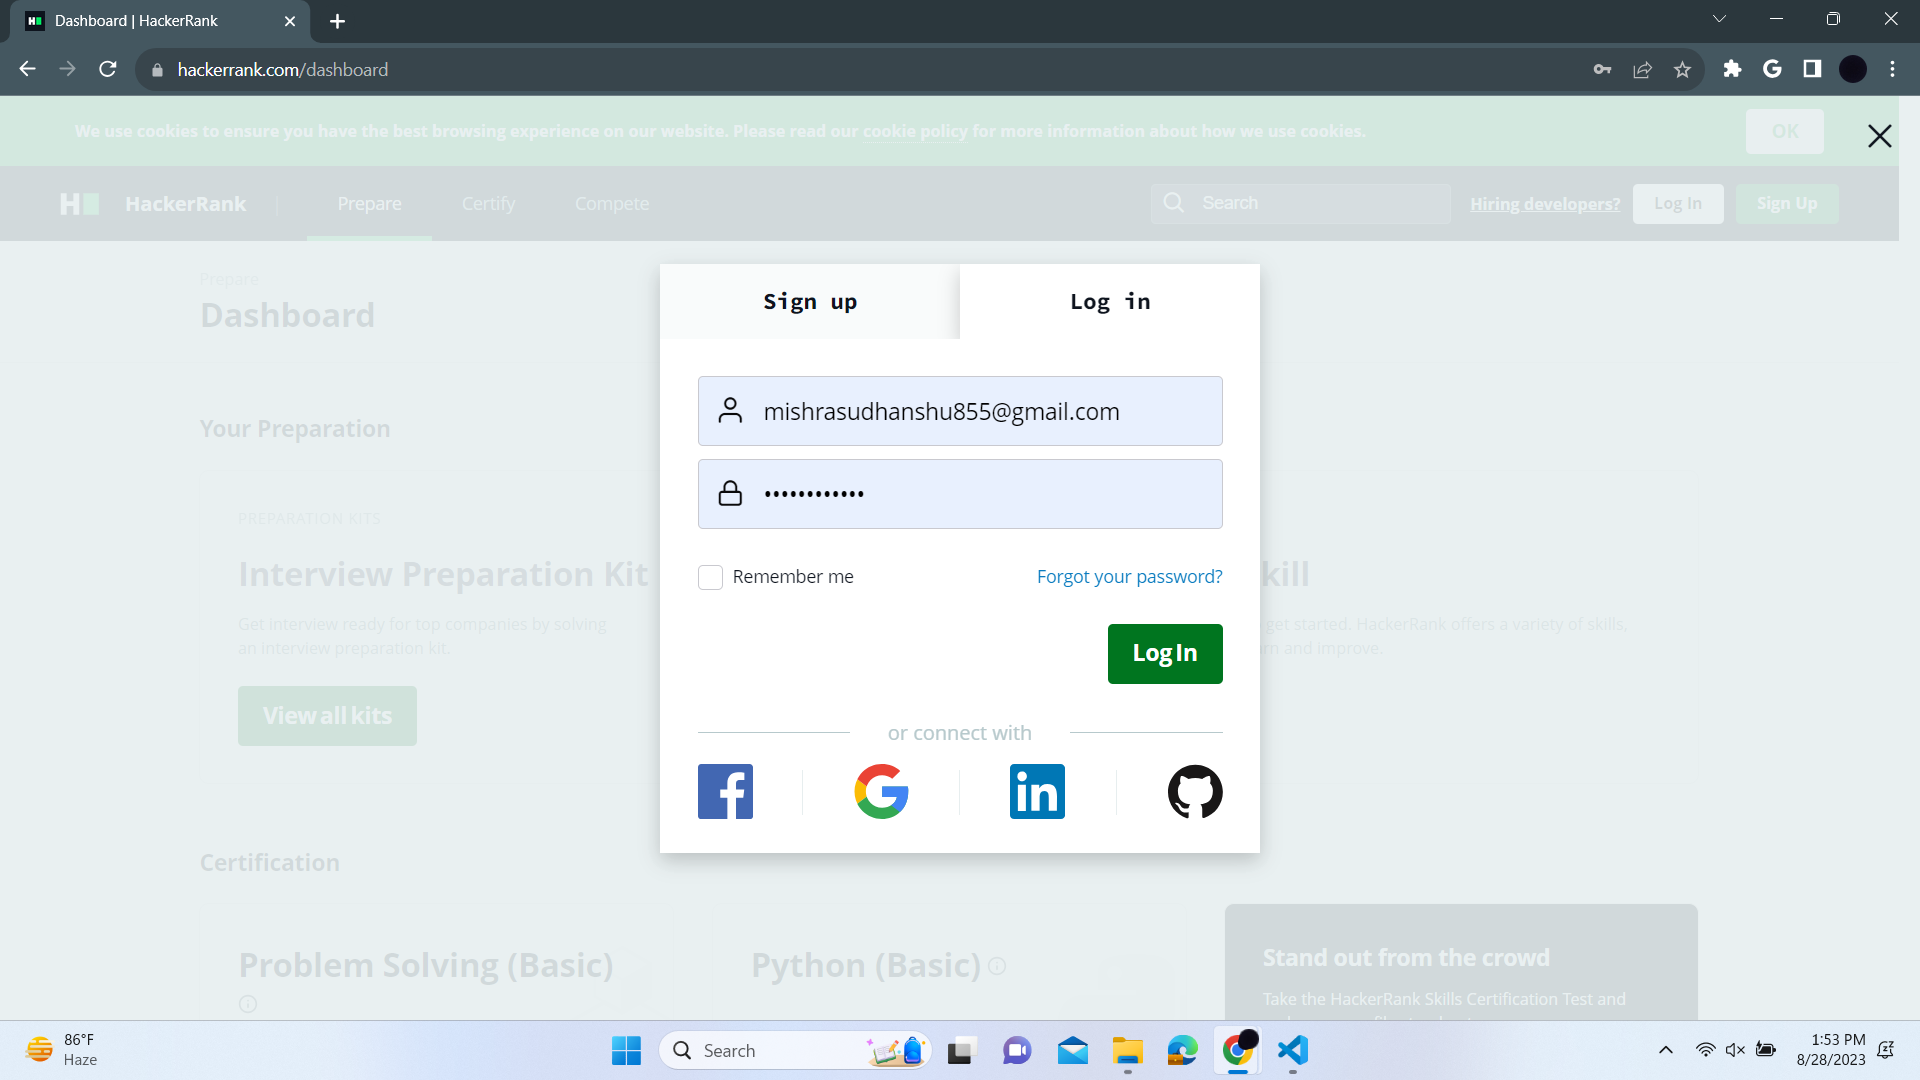 Dashboard | HackerRank
hackerrank.com/dashboard
We use cookies to ensure you have the best browsing experience on our website. Please read our cookie policy for more information about how we use cookies.
OK
HackerRank
Prepare
Certify
Compete
Search
Hiring developers?
Log In
Sign Up
Prepare
Dashboard
Sign up
Log in
mishrasudhanshu855@gmail.com
••••••••••••
Remember me
Forgot your password?
Log In
or connect with
Your Preparation
PREPARATION KITS
Interview Preparation Kit
Get interview ready for top companies by solving
an interview preparation kit.
View all kits
kill
get started. HackerRank offers a variety of skills,
rn and improve.
Certification
Problem Solving (Basic)
Python (Basic)
Stand out from the crowd
Take the HackerRank Skills Certification Test and
86°F
Haze
Search
1:53 PM
8/28/2023